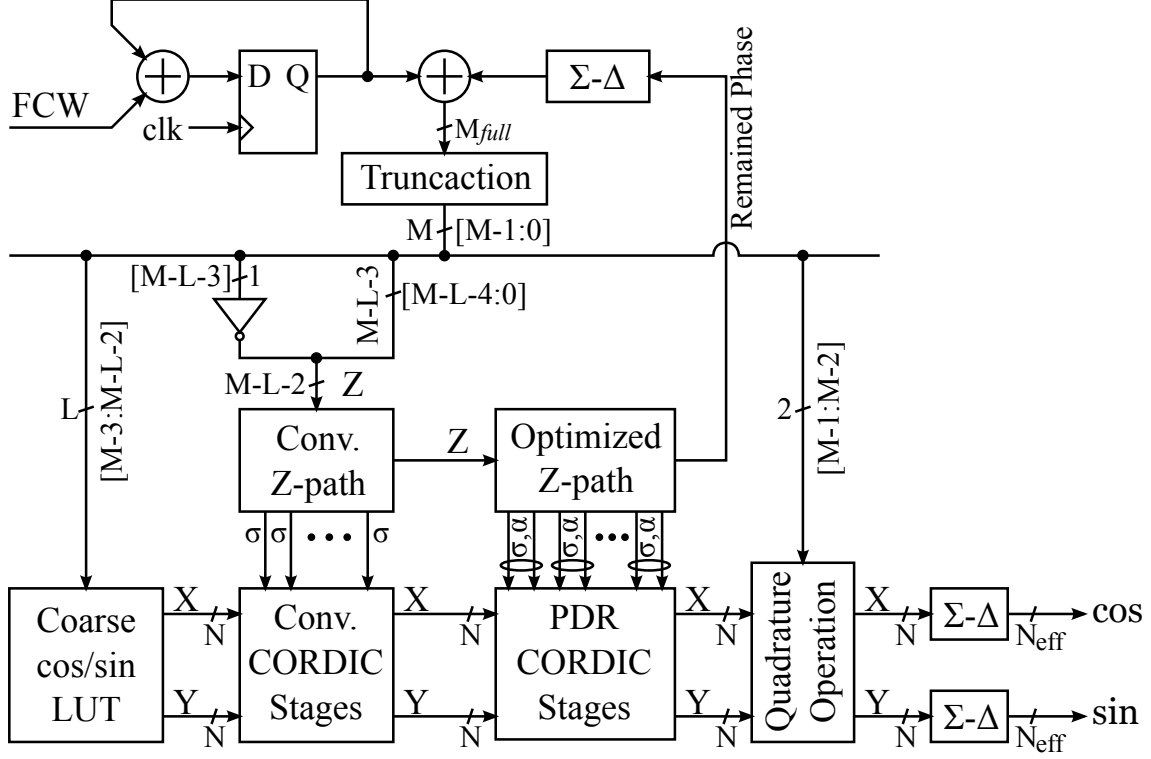 FCW
clk
D Q
Σ-Δ
M_full
Truncaction
M [M-1:0]
Remained Phase
[M-L-3] 1
M-L-3
[M-L-4:0]
L
[M-3:M-L-2]
M-L-2 Z
2
[M-1:M-2]
Conv.
Z-path
Z
Optimized
Z-path
σ σ ••• σ
σ,α σ,α ••• σ,α
Coarse
cos/sin
LUT
X
N
Y
N
Conv.
CORDIC
Stages
X
N
Y
N
PDR
CORDIC
Stages
X
N
Y
N
Quadrature
Operation
X
N
Y
N
Σ-Δ
N_eff
cos
Σ-Δ
N_eff
sin